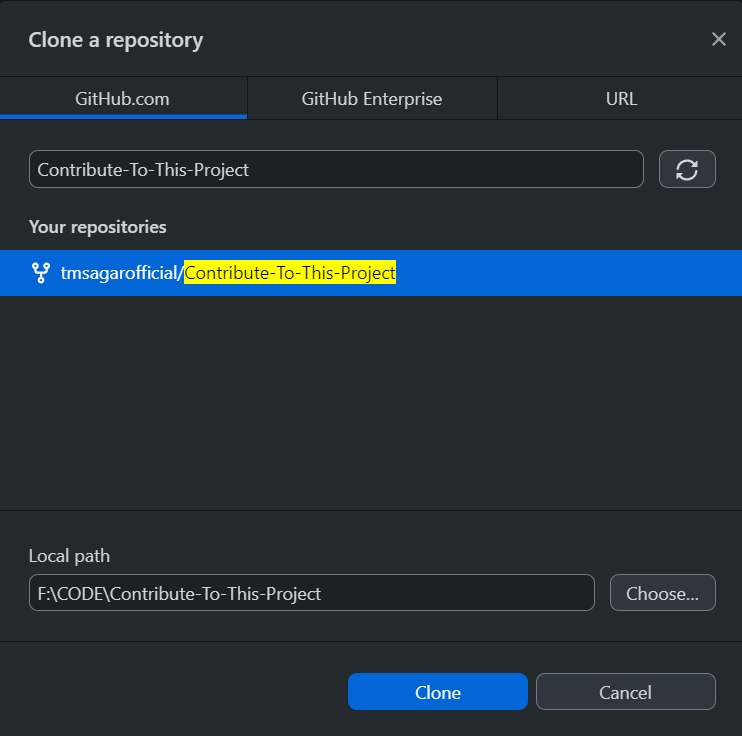 Clone a repository
GitHub.com
GitHub Enterprise
URL
Contribute-To-This-Project
Your repositories
tmsagarofficial/Contribute-To-This-Project
Local path
F:\CODE\Contribute-To-This-Project
Choose...
Clone
Cancel